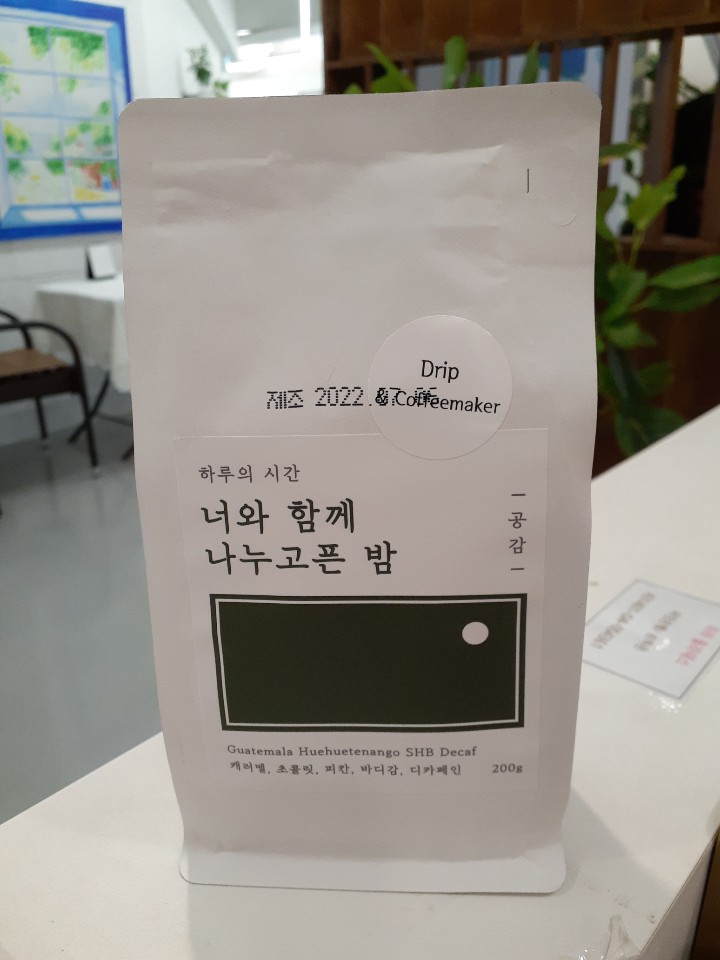 Drip
& Coffeemaker
제조 2022.07.
하루의 시간
너와 함께
나누고픈 밤
공감
Guatemala Huehuetenango SHB Decaf
캐러멜, 초콜릿, 피칸, 바디감, 디카페인
200g